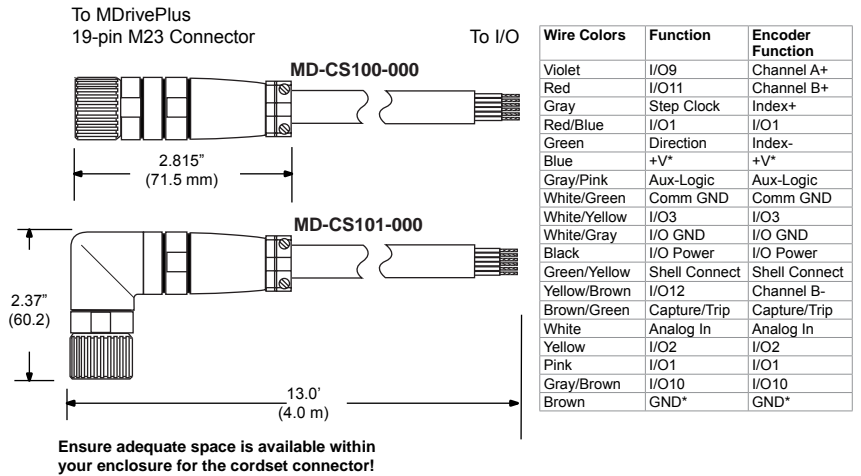 To MDrivePlus
19-pin M23 Connector
To I/O
MD-CS100-000
2.815”
(71.5 mm)
MD-CS101-000
2.37”
(60.2)
13.0’
(4.0 m)
Ensure adequate space is available within
your enclosure for the cordset connector!
Wire Colors Function Encoder
Function
Violet I/O9 Channel A+
Red I/O11 Channel B+
Gray Step Clock Index+
Red/Blue I/O1 I/O1
Green Direction Index-
Blue +V* +V*
Gray/Pink Aux-Logic Aux-Logic
White/Green Comm GND Comm GND
White/Yellow I/O3 I/O3
White/Gray I/O GND I/O GND
Black I/O Power I/O Power
Green/Yellow Shell Connect Shell Connect
Yellow/Brown I/O12 Channel B-
Brown/Green Capture/Trip Capture/Trip
White Analog In Analog In
Yellow I/O2 I/O2
Pink I/O1 I/O1
Gray/Brown I/O10 I/O10
Brown GND* GND*